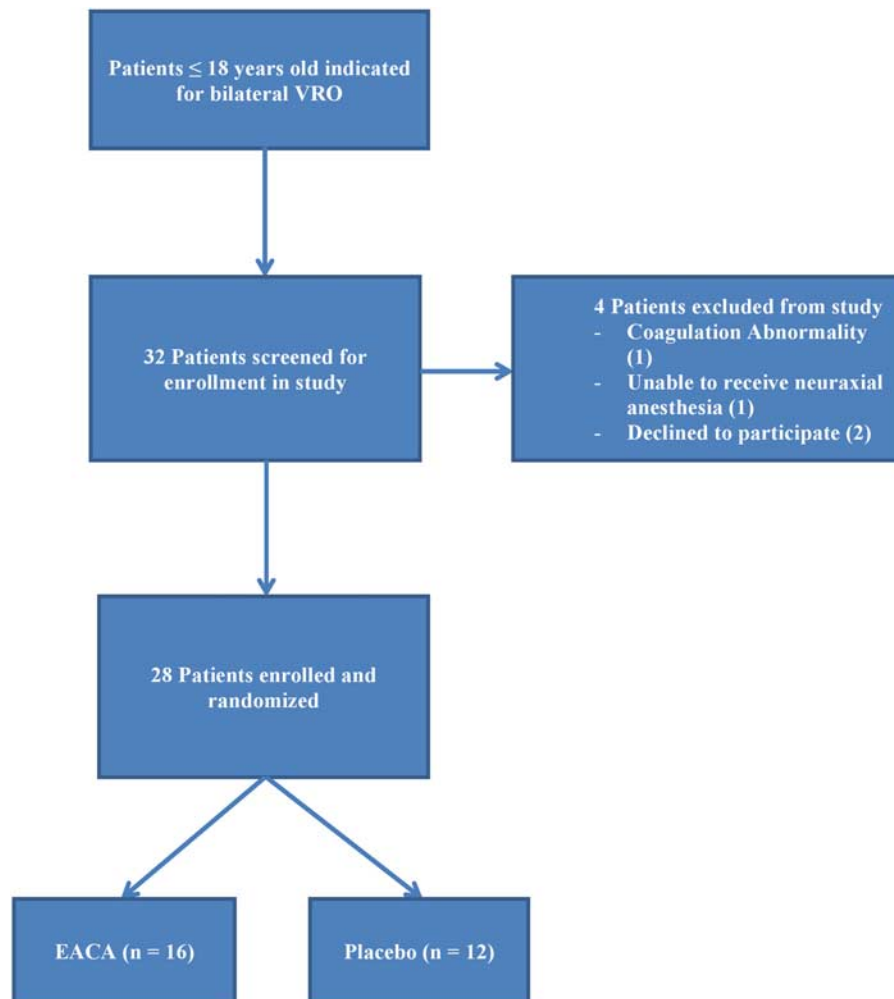 Patients ≤ 18 years old indicated
for bilateral VRO
32 Patients screened for
enrollment in study
4 Patients excluded from study
- Coagulation Abnormality
(1)
- Unable to receive neuraxial
anesthesia (1)
- Declined to participate (2)
28 Patients enrolled and
randomized
EACA (n = 16)
Placebo (n = 12)